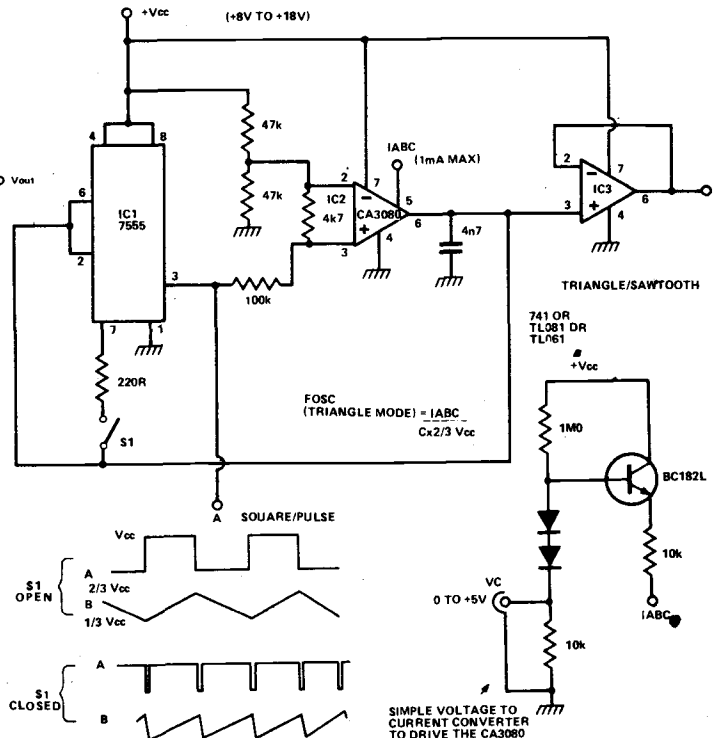 +Vcc
(+8V TO +18V)
4
8
47k
IABC
(1mA MAX)
Vout
6
IC1
7555
2
47k
4k7
2
7
IC2
CA3080
5
6
3
4
4n7
2
7
IC3
6
3
4
3
100k
7
1
TRIANGLE/SAWTOOTH
741 OR
TL081 DR
TL061
220R
S1
FOSC
(TRIANGLE MODE) = IABC
Cx2/3 Vcc
+Vcc
1M0
BC182L
A
SOUARE/PULSE
Vcc
S1
OPEN
A
2/3 Vcc
B
1/3 Vcc
VC
0 TO +5V
10k
IABC
10k
S1
CLOSED
A
B
SIMPLE VOLTAGE TO
CURRENT CONVERTER
TO DRIVE THE CA3080